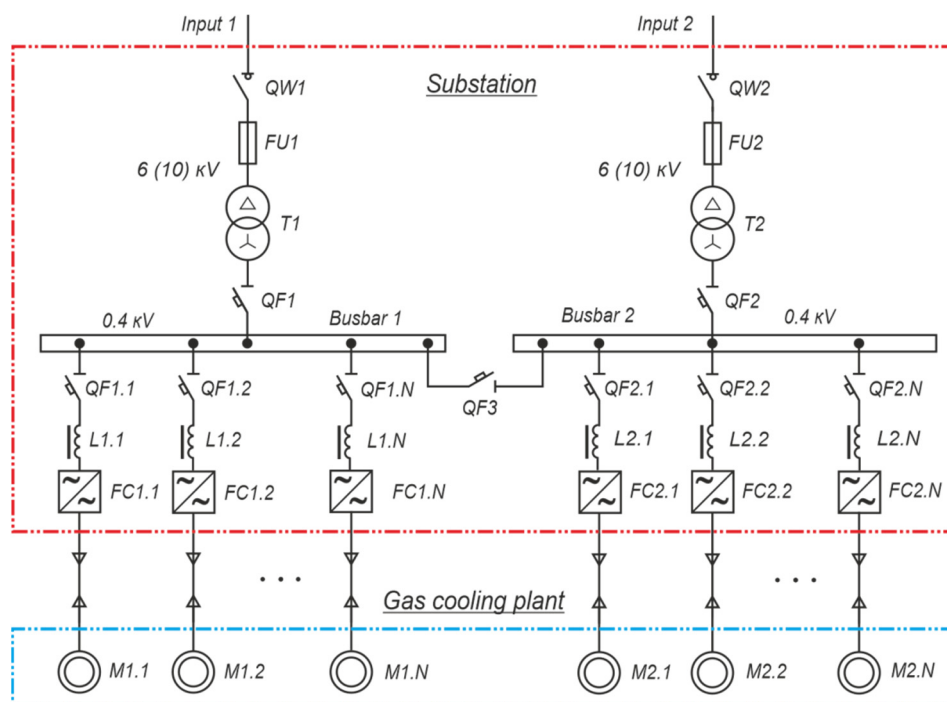 Input 1 Input 2
QW1 Substation QW2
FU1 FU2
6 (10) кV 6 (10) кV
T1 T2
QF1 QF2
0.4 кV Busbar 1 Busbar 2 0.4 кV
QF1.1 QF1.2 QF1.N QF3 QF2.1 QF2.2 QF2.N
L1.1 L1.2 L1.N L2.1 L2.2 L2.N
FC1.1 FC1.2 FC1.N FC2.1 FC2.2 FC2.N
. . . . . .
Gas cooling plant
M1.1 M1.2 M1.N M2.1 M2.2 M2.N